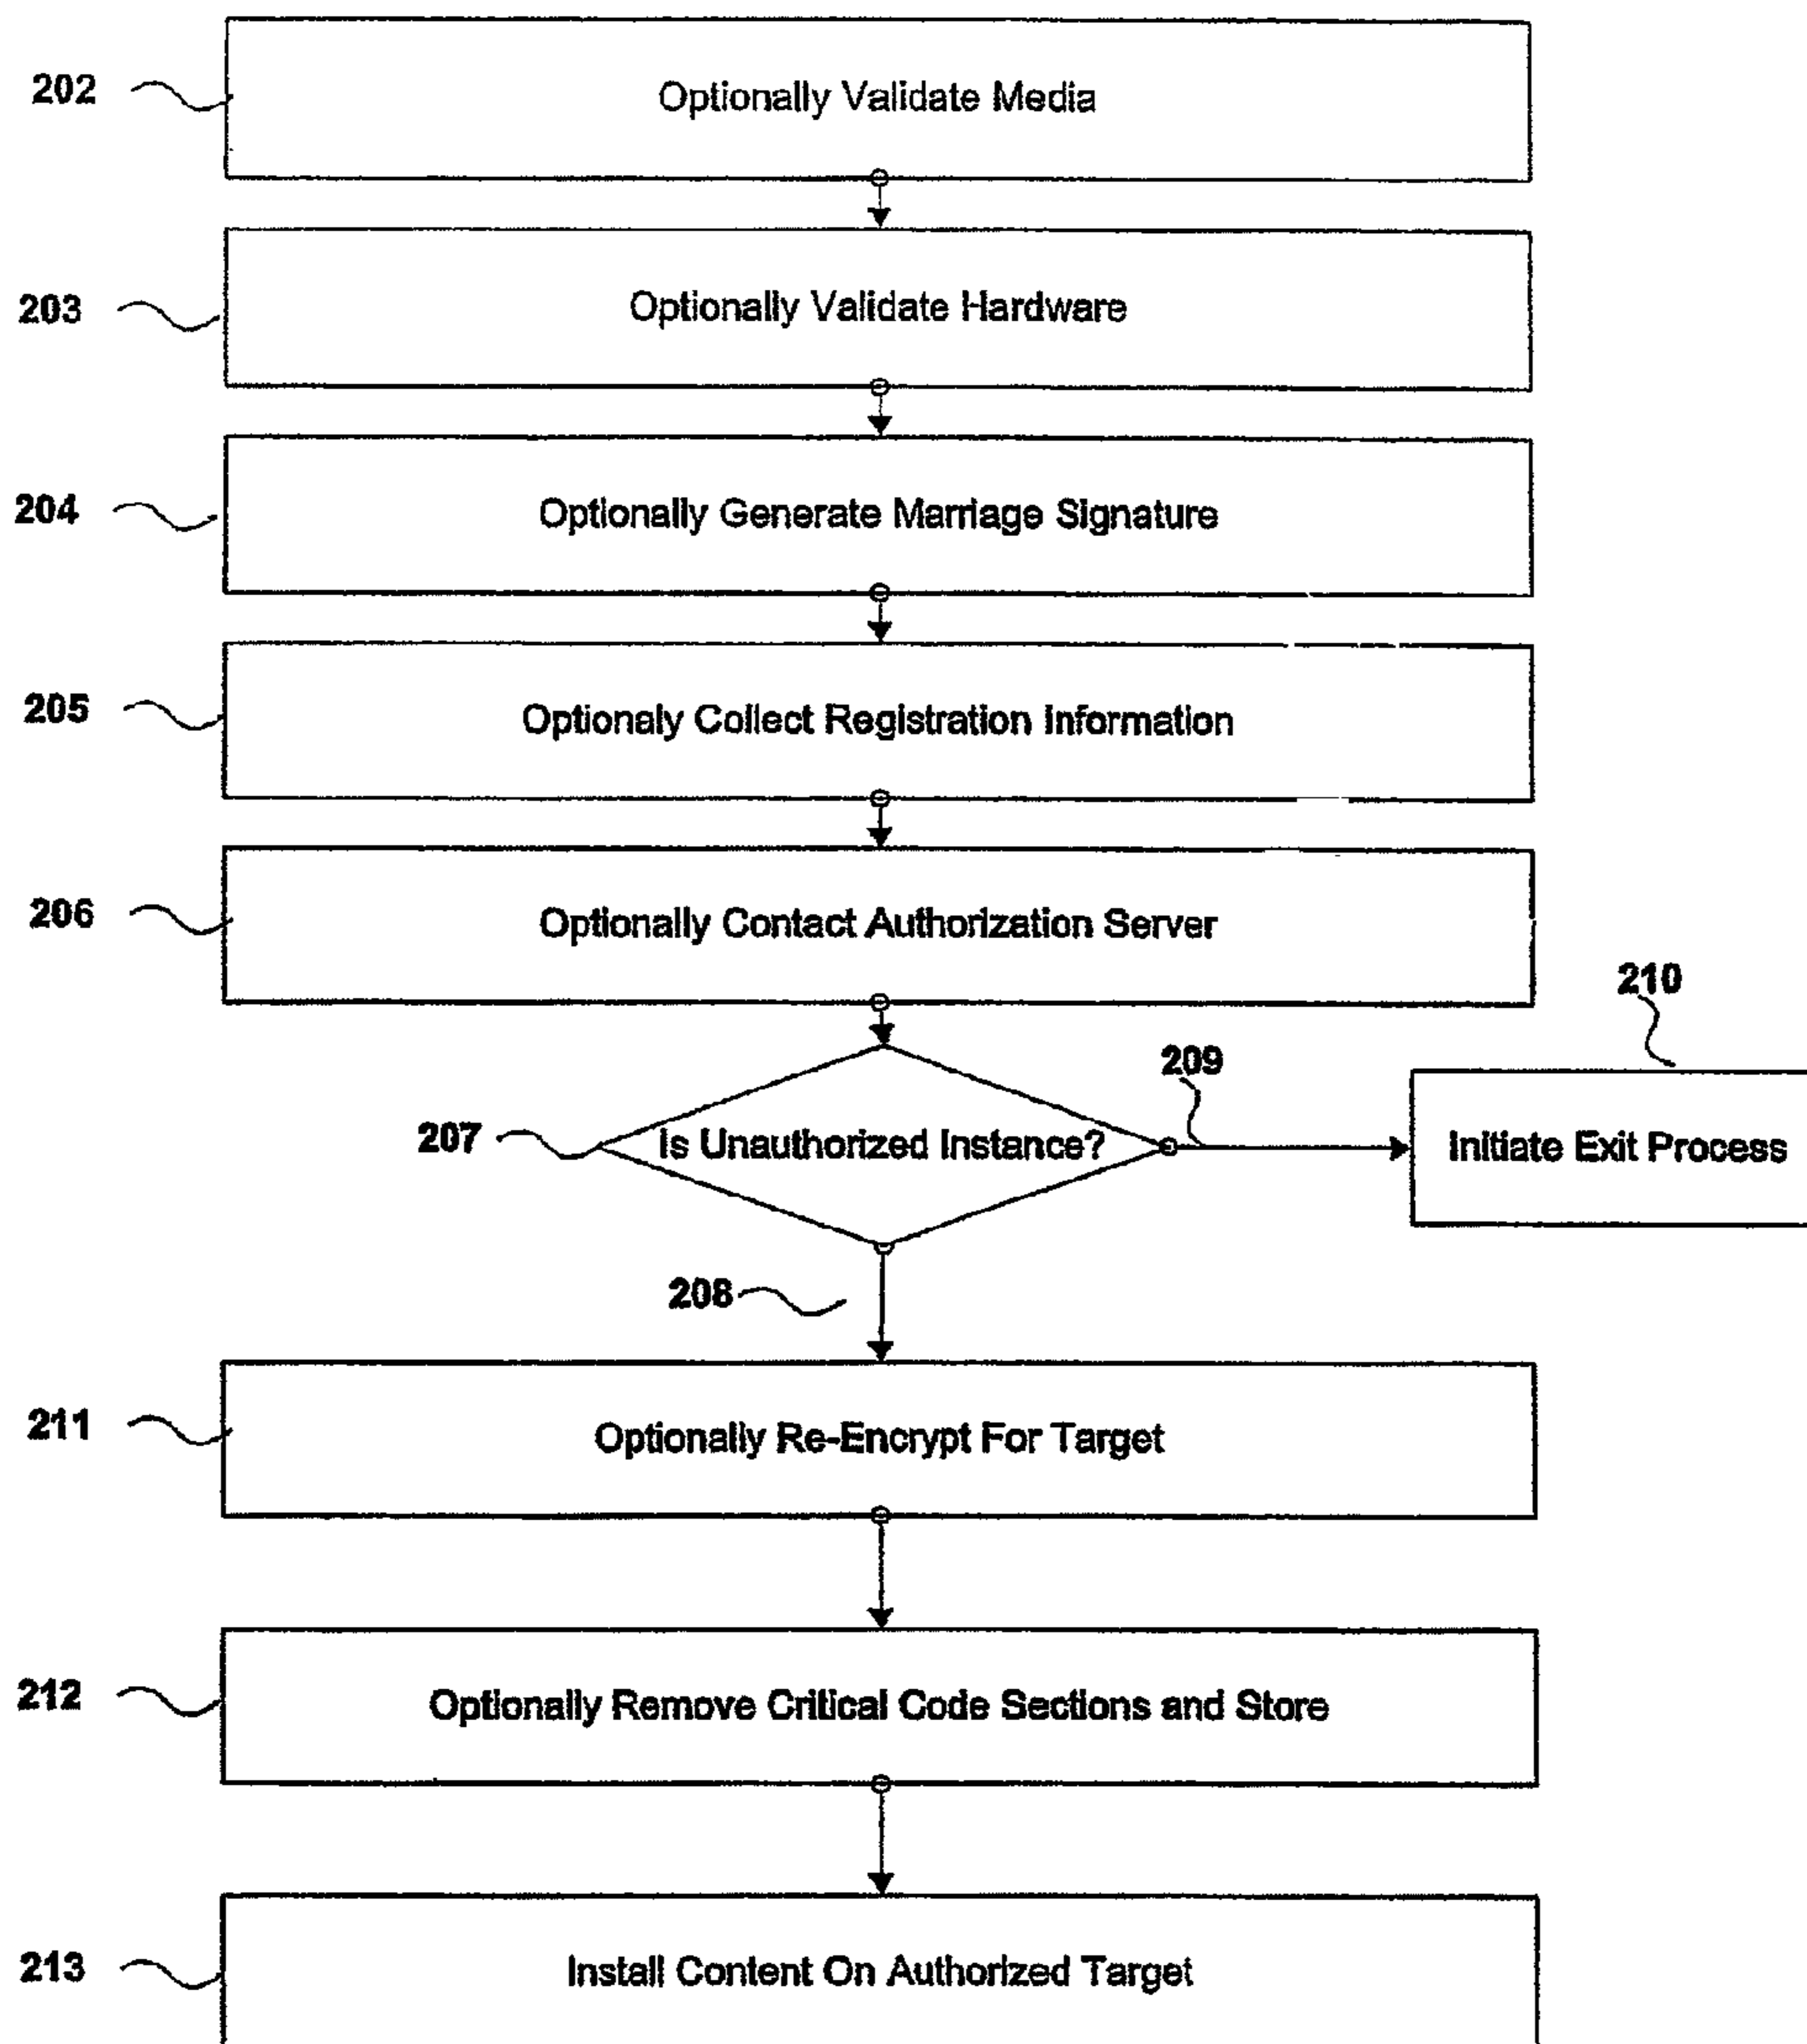 202
Optionally Validate Media
203
Optionally Validate Hardware
204
Optionally Generate Marriage Signature
205
Optionaly Collect Registration Information
206
Optionally Contact Authorization Server
210
209
207
Is Unauthorized Instance?
Initiate Exit Process
208
211
Optionally Re-Encrypt For Target
212
Optionally Remove Critical Code Sections and Store
213
Install Content On Authorized Target